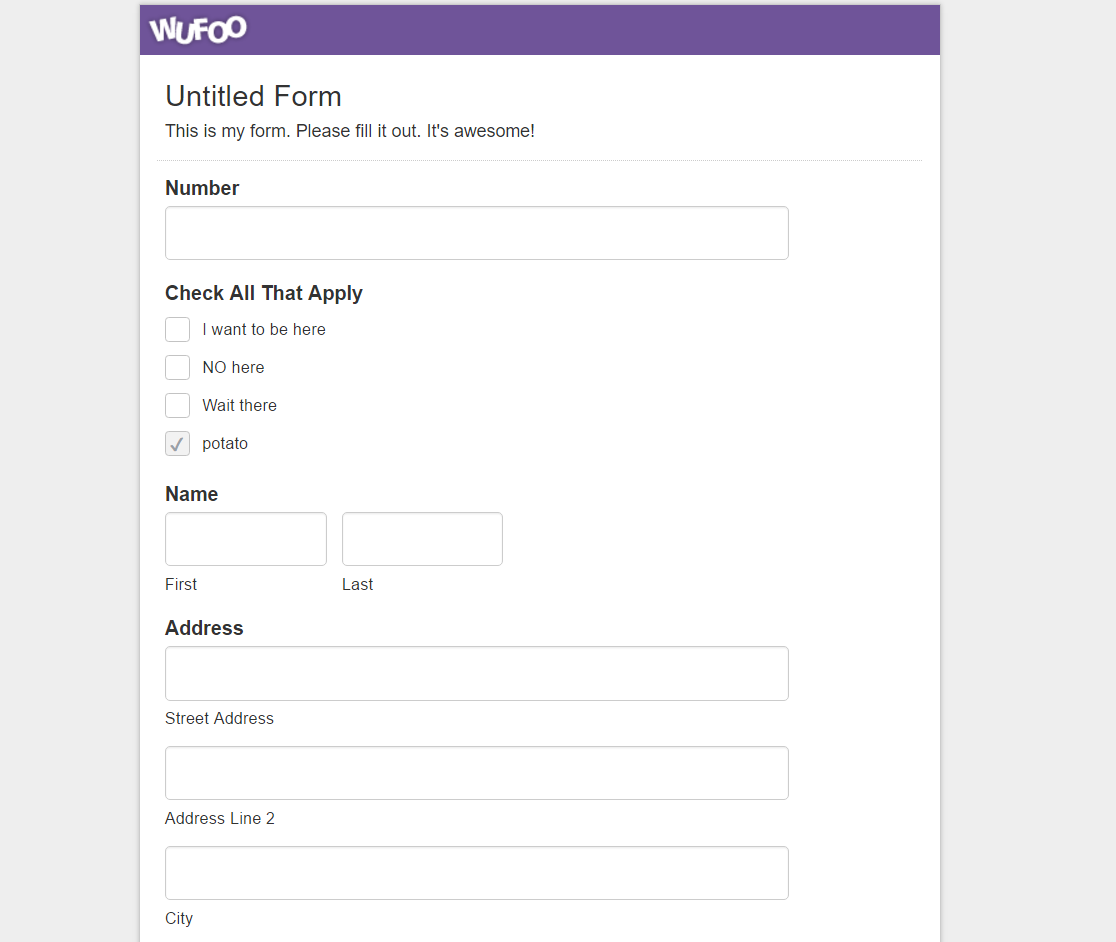 WUFOO
Untitled Form
This is my form. Please fill it out. It's awesome!
Number
Check All That Apply
I want to be here
NO here
Wait there
potato
Name
First Last
Address
Street Address
Address Line 2
City